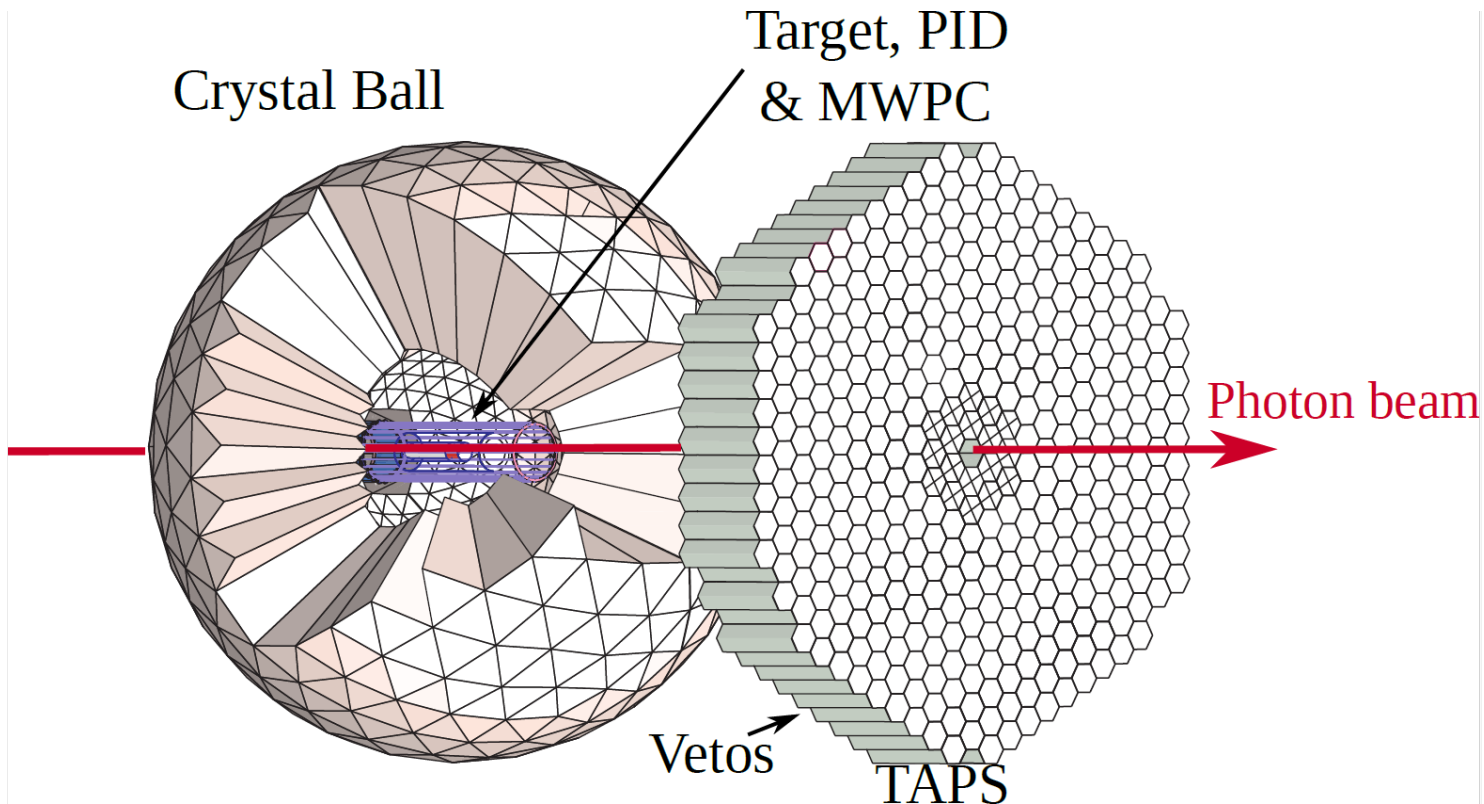 Target, PID
& MWPC
Crystal Ball
Photon beam
Vetos
TAPS